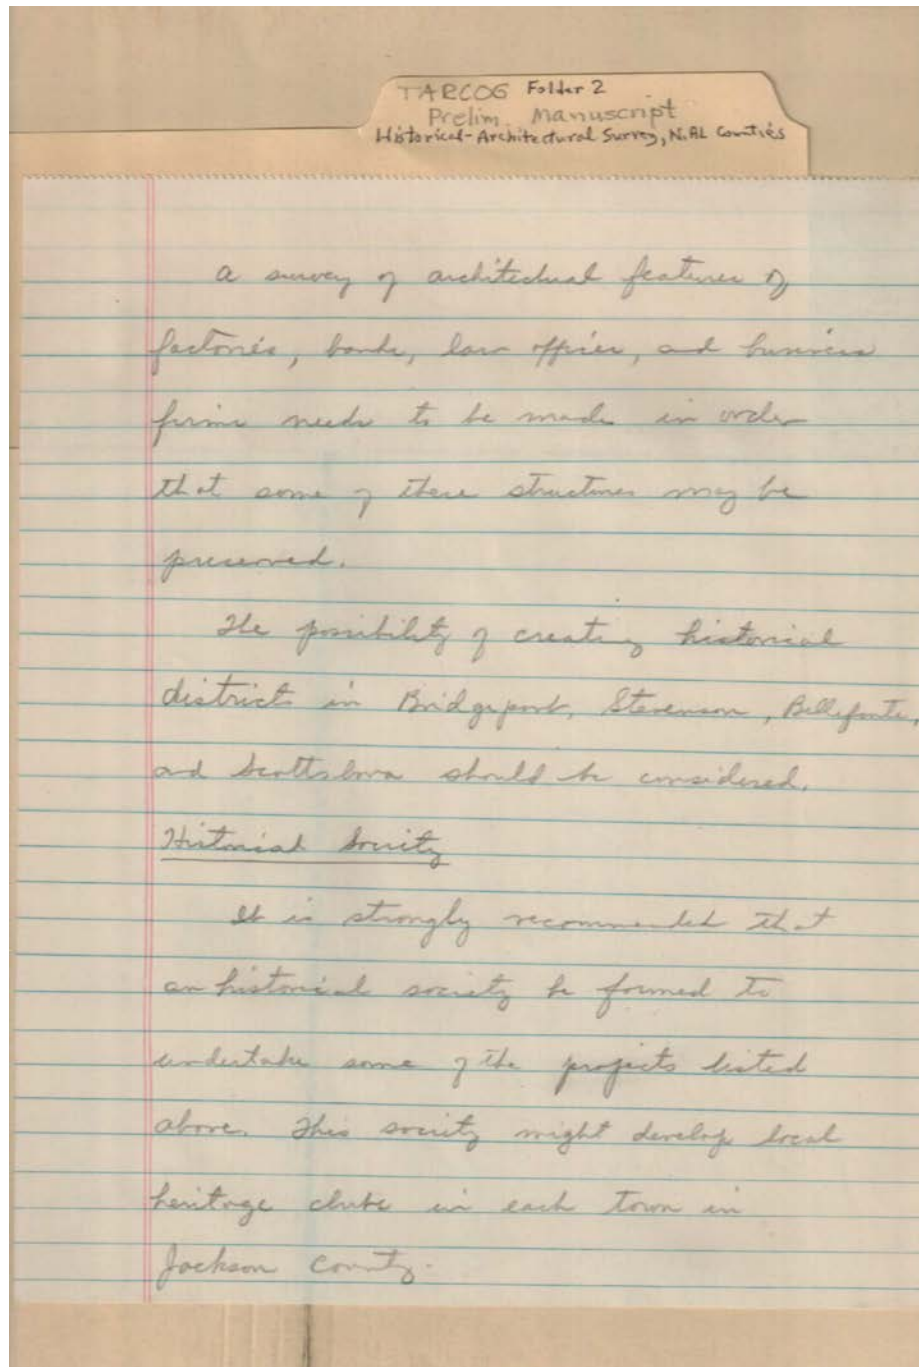 TARCOG Folder 2
Prelim. Manuscript
Historical-Architectural Survey, N. AL Counties
A survey of architectual features of
factories, banks, law offices, and business
firms needs to be made in order
that some of these structures may be
preserved.
The possibility of creating historical
districts in Bridgeport, Stevenson, Bellefonte,
and Scottsboro should be considered.
Historical Society
It is strongly recommended that
an historical society be formed to
undertake some of the projects listed
above. This society might develop local
heritage clubs in each town in
Jackson County.